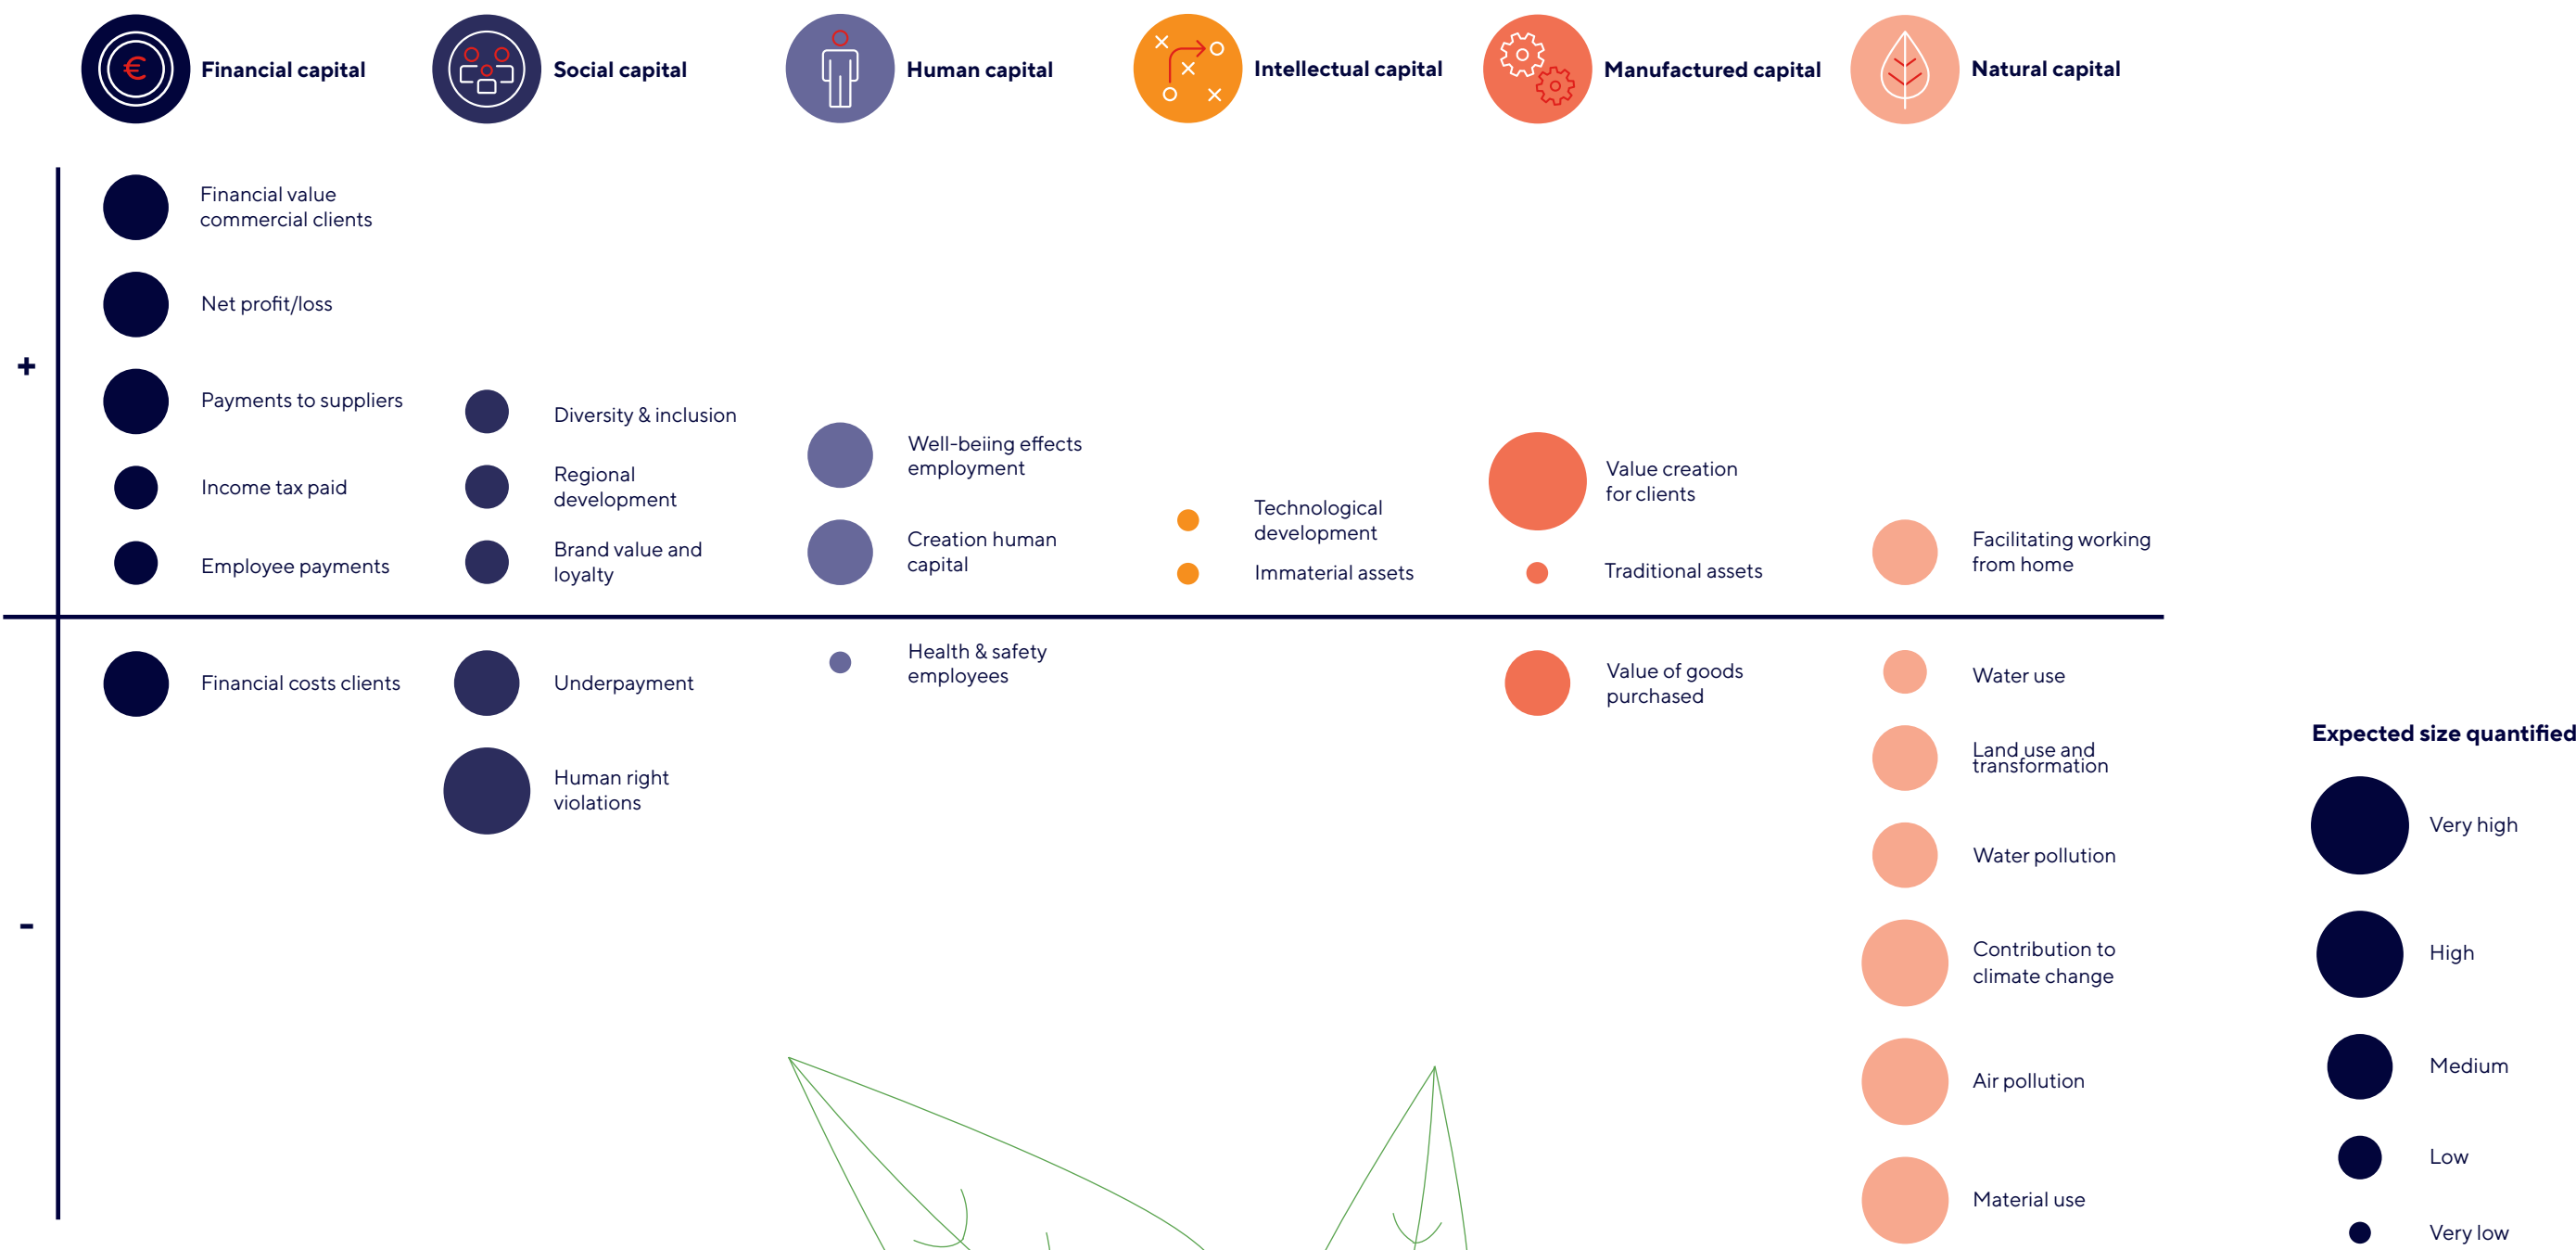 €
Financial capital
Social capital
Human capital
Intellectual capital
Manufactured capital
Natural capital
+
Financial value
commercial clients
Net profit/loss
Payments to suppliers
Income tax paid
Employee payments
Diversity & inclusion
Regional
development
Brand value and
loyalty
Well-beiing effects
employment
Creation human
capital
Technological
development
Immaterial assets
Value creation
for clients
Traditional assets
Facilitating working
from home
-
Financial costs clients
Underpayment
Human right
violations
Health & safety
employees
Value of goods
purchased
Water use
Land use and
transformation
Water pollution
Contribution to
climate change
Air pollution
Material use
Expected size quantified
Very high
High
Medium
Low
Very low